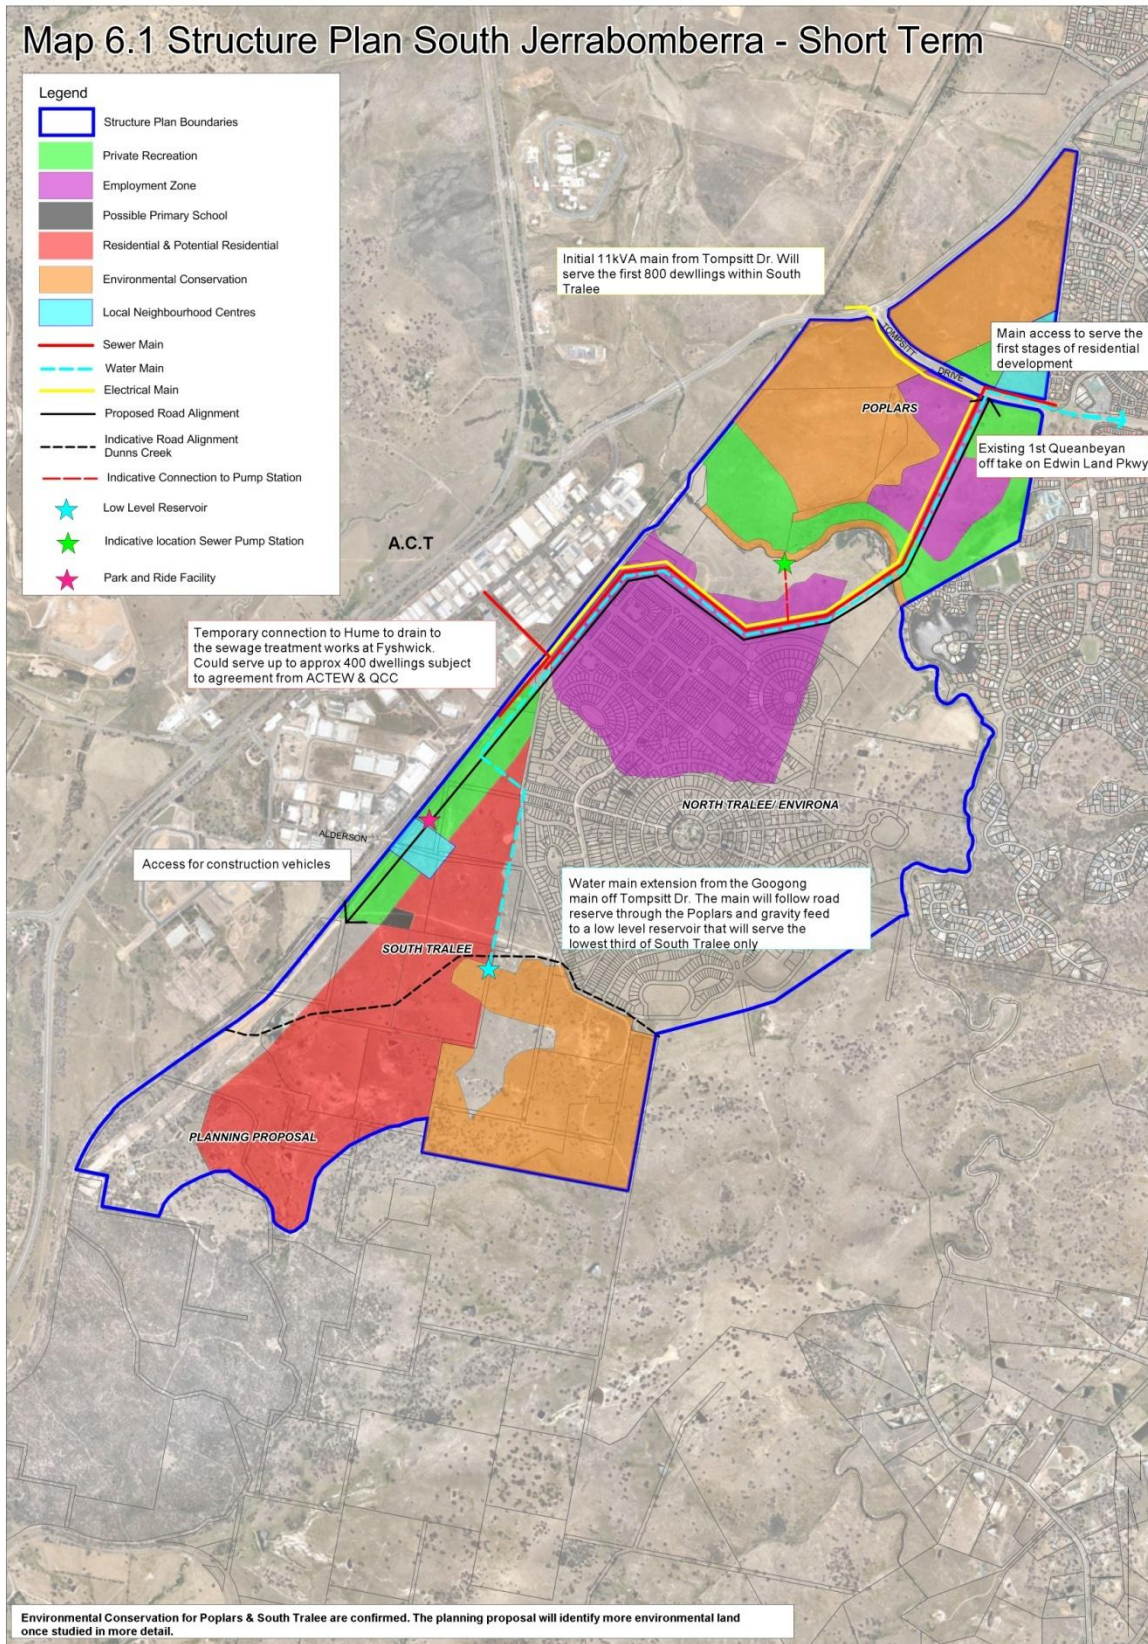 Map 6.1 Structure Plan South Jerrabomberra - Short Term
Legend
Structure Plan Boundaries
Private Recreation
Employment Zone
Possible Primary School
Residential & Potential Residential
Environmental Conservation
Local Neighbourhood Centres
Sewer Main
Water Main
Electrical Main
Proposed Road Alignment
Indicative Road Alignment
Dunns Creek
Indicative Connection to Pump Station
Low Level Reservoir
Indicative location Sewer Pump Station
Park and Ride Facility
Initial 11kVA main from Tompsitt Dr. Will
serve the first 800 dewllings within South
Tralee
TOMPSITT
DRIVE
Main access to serve the
first stages of residential
development
POPLARS
Existing 1st Queanbeyan
off take on Edwin Land Pkwy
A.C.T
Temporary connection to Hume to drain to
the sewage treatment works at Fyshwick.
Could serve up to approx 400 dwellings subject
to agreement from ACTEW & QCC
NORTH TRALEE/ ENVIRONA
ALDERSON
Access for construction vehicles
Water main extension from the Googong
main off Tompsitt Dr. The main will follow road
reserve through the Poplars and gravity feed
to a low level reservoir that will serve the
lowest third of South Tralee only
SOUTH TRALEE
PLANNING PROPOSAL
Environmental Conservation for Poplars & South Tralee are confirmed. The planning proposal will identify more environmental land
once studied in more detail.